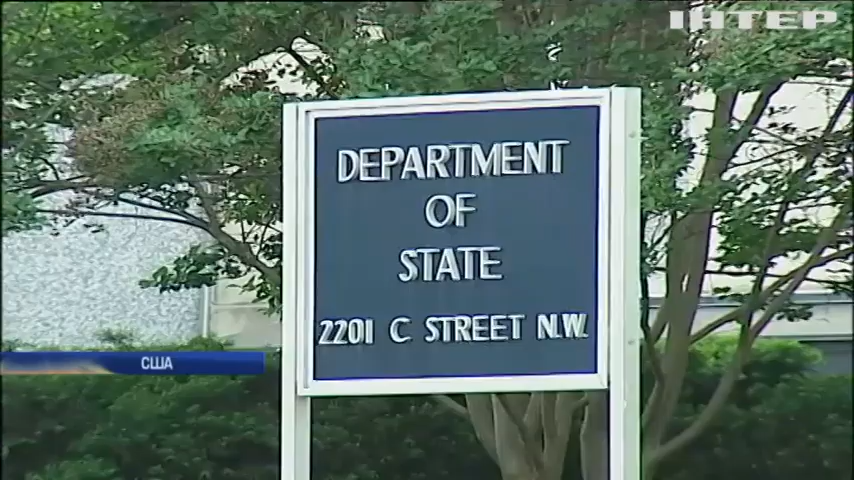 ІНТЕР
DEPARTMENT
OF
STATE
2201 C STREET N.W.
США